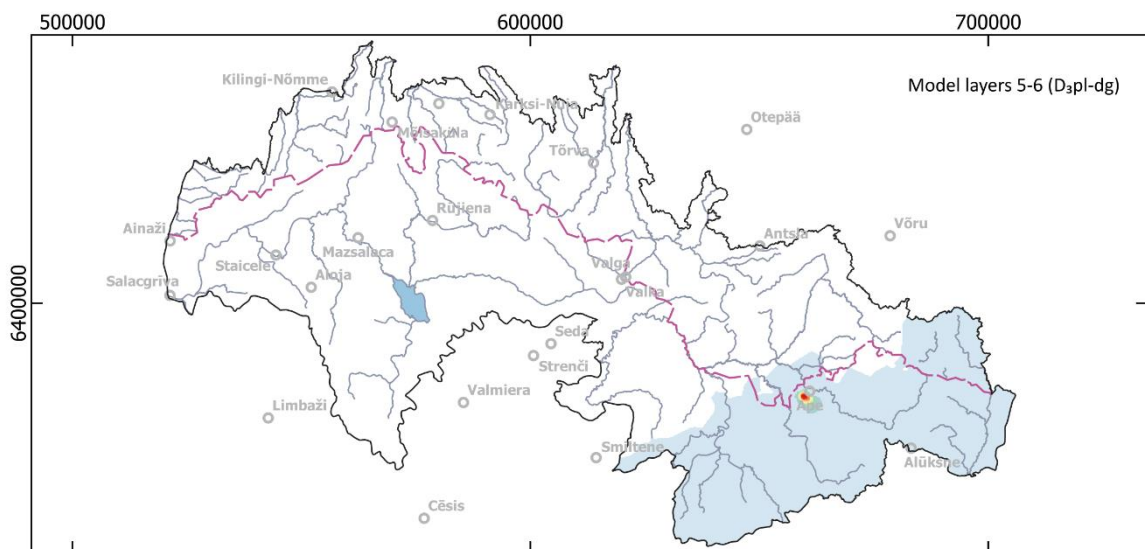 500000
600000
700000
Kilingi-Nõmme
Model layers 5-6 (D₃pl-dg)
Karksi-Nuia
Otepää
Mõisaküla
Tõrva
Rūjiena
Ainaži
Mazsalaca
Antsla
Võru
Staicele
Valga
Aloja
Salacgrīva
Valka
6400000
Seda
Strenči
Valmiera
Ape
Limbaži
Smiltene
Alūksne
Cēsis